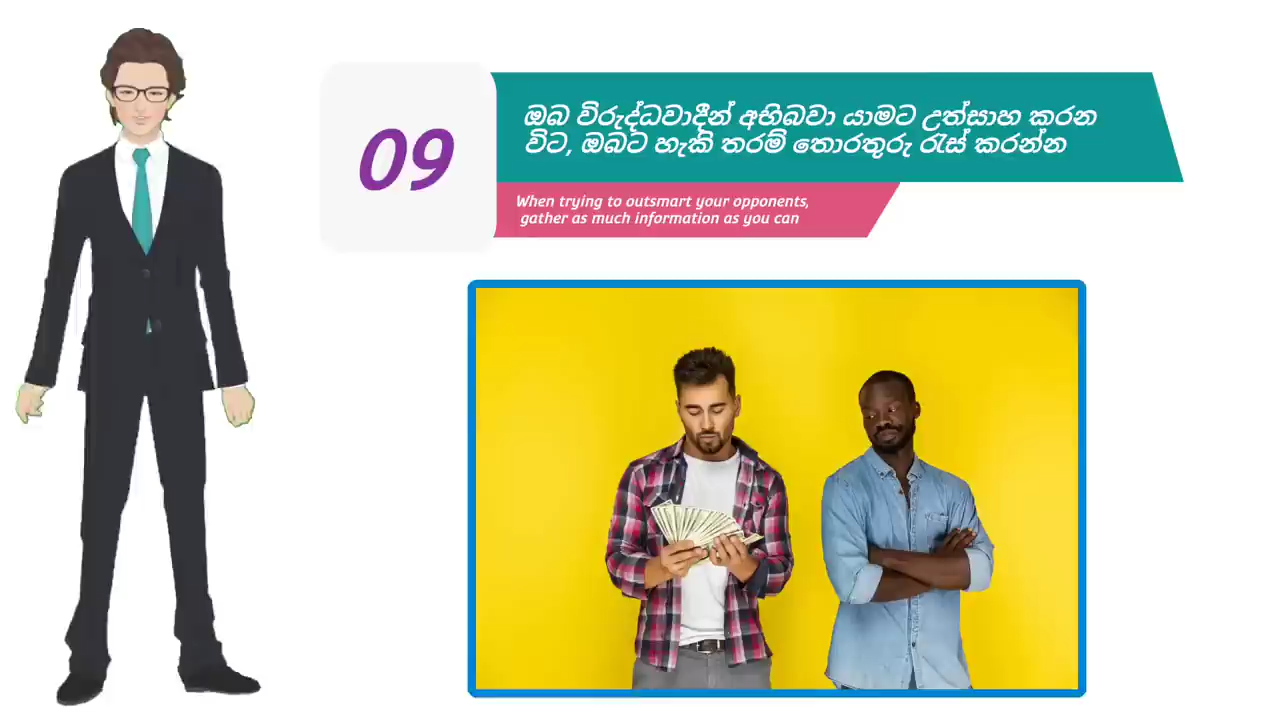 09
ඔබ විරුද්ධවාදීන් අභිබවා යාමට උත්සාහ කරන
විට, ඔබට හැකි තරම් තොරතුරු රැස් කරන්න
When trying to outsmart your opponents,
gather as much information as you can